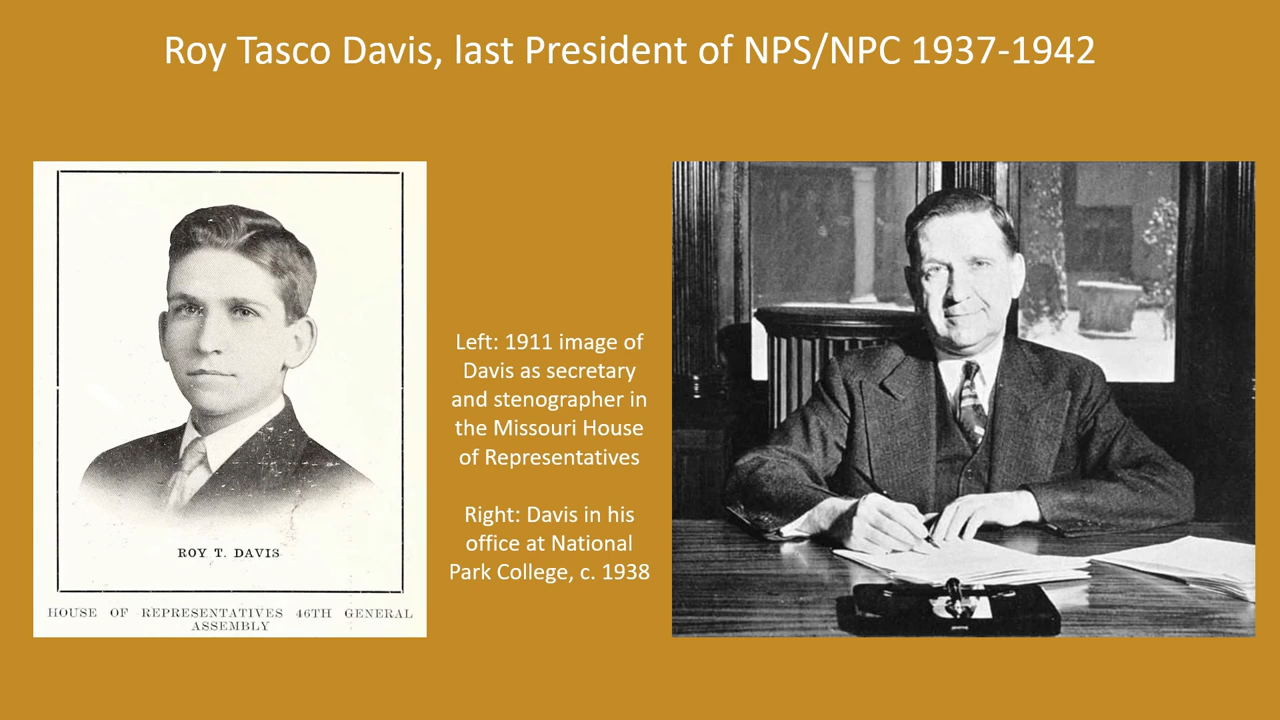 Roy Tasco Davis, last President of NPS/NPC 1937-1942
ROY T. DAVIS
HOUSE OF REPRESENTATIVES 46TH GENERAL
ASSEMBLY
Left: 1911 image of
Davis as secretary
and stenographer in
the Missouri House
of Representatives
Right: Davis in his
office at National
Park College, c. 1938